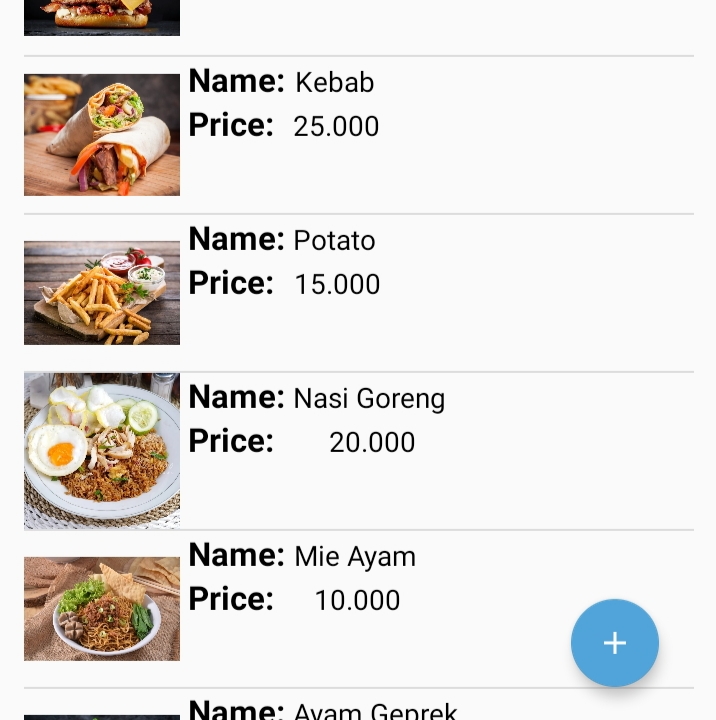 Name: Kebab
Price: 25.000
Name: Potato
Price: 15.000
Name: Nasi Goreng
Price: 20.000
Name: Mie Ayam
Price: 10.000
Name: Ayam Geprek